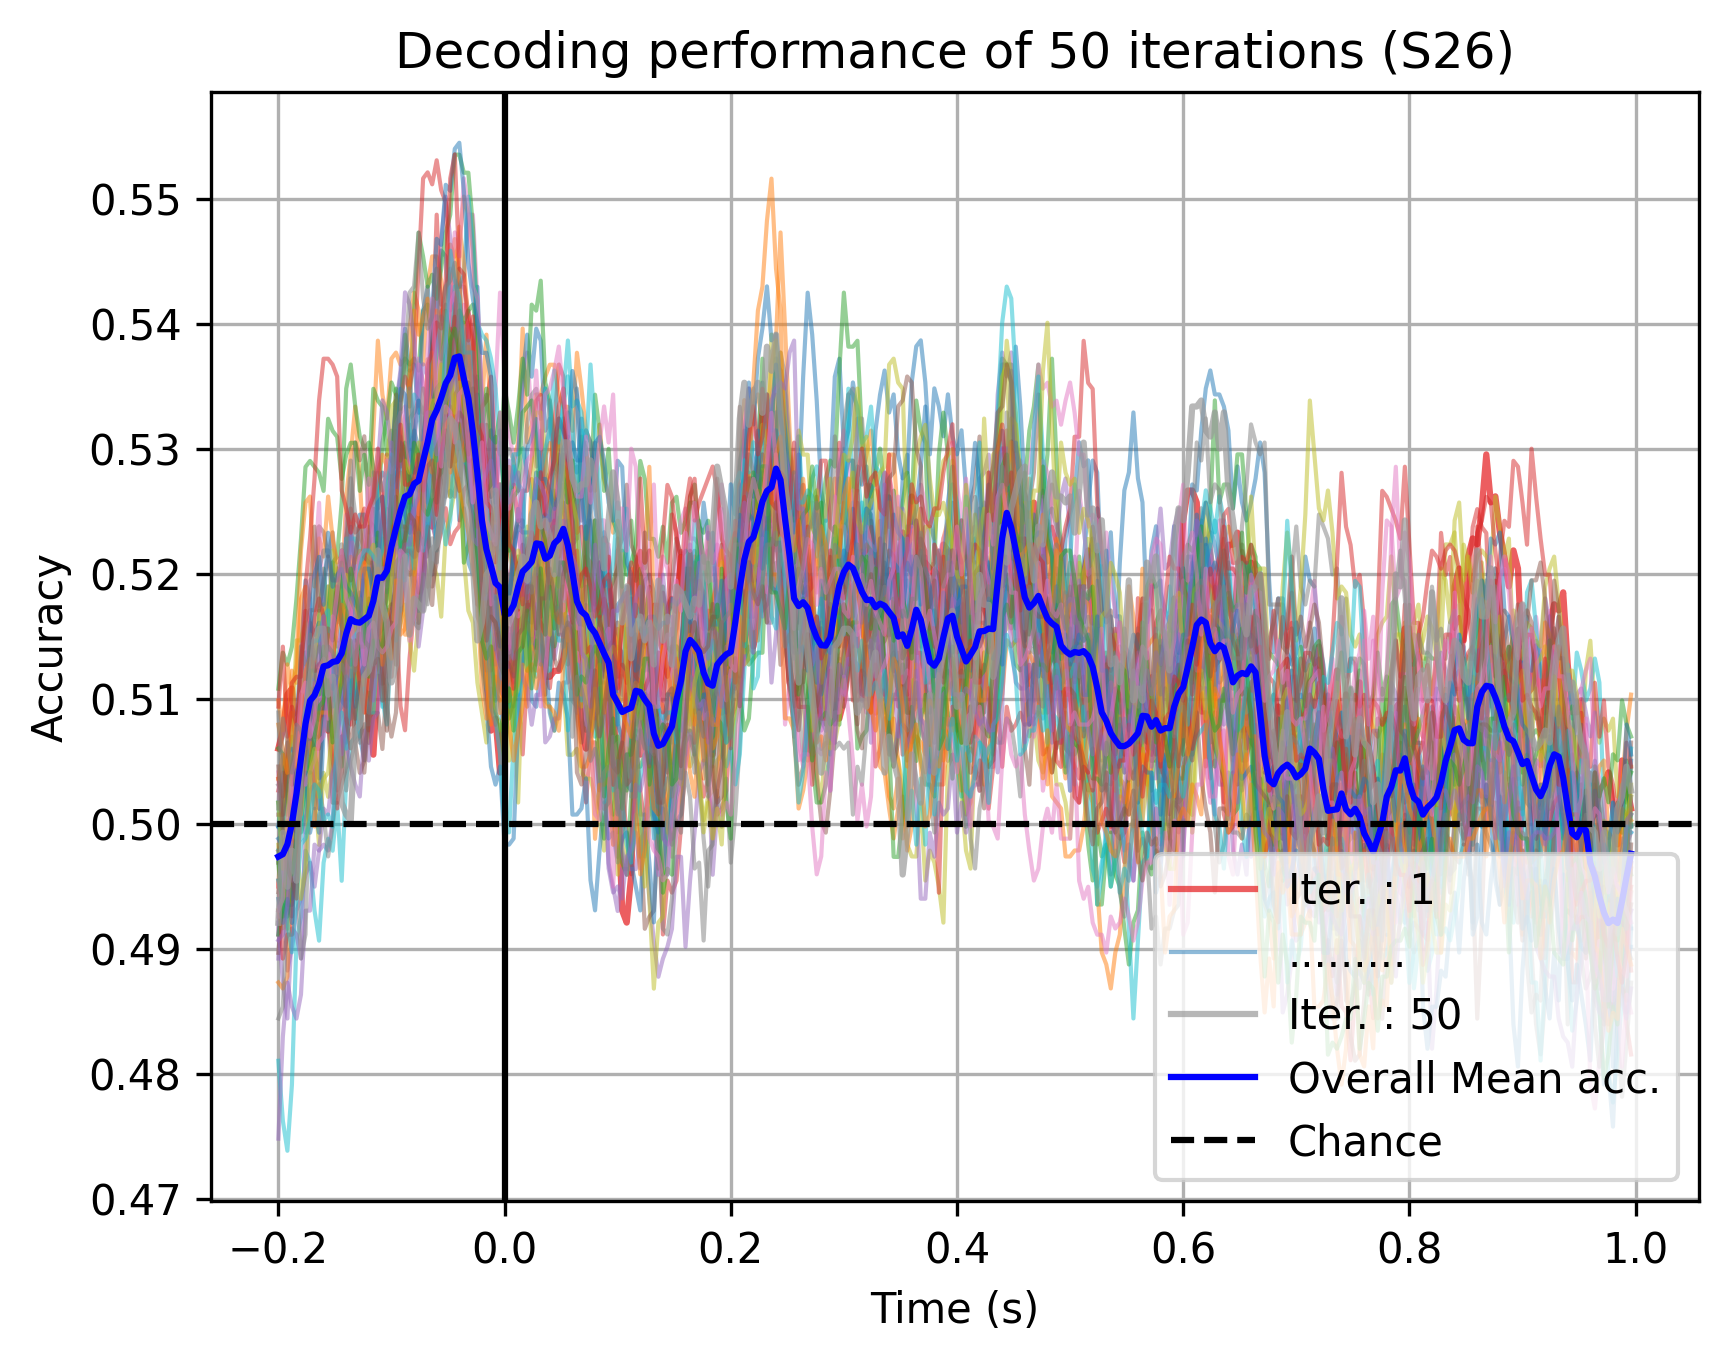 Decoding performance of 50 iterations (S26)
Accuracy
0.55
0.54
0.53
0.52
0.51
0.50
0.49
0.48
0.47
Iter. : 1
.........
Iter. : 50
Overall Mean acc.
Chance
−0.2 0.0 0.2 0.4 0.6 0.8 1.0
Time (s)